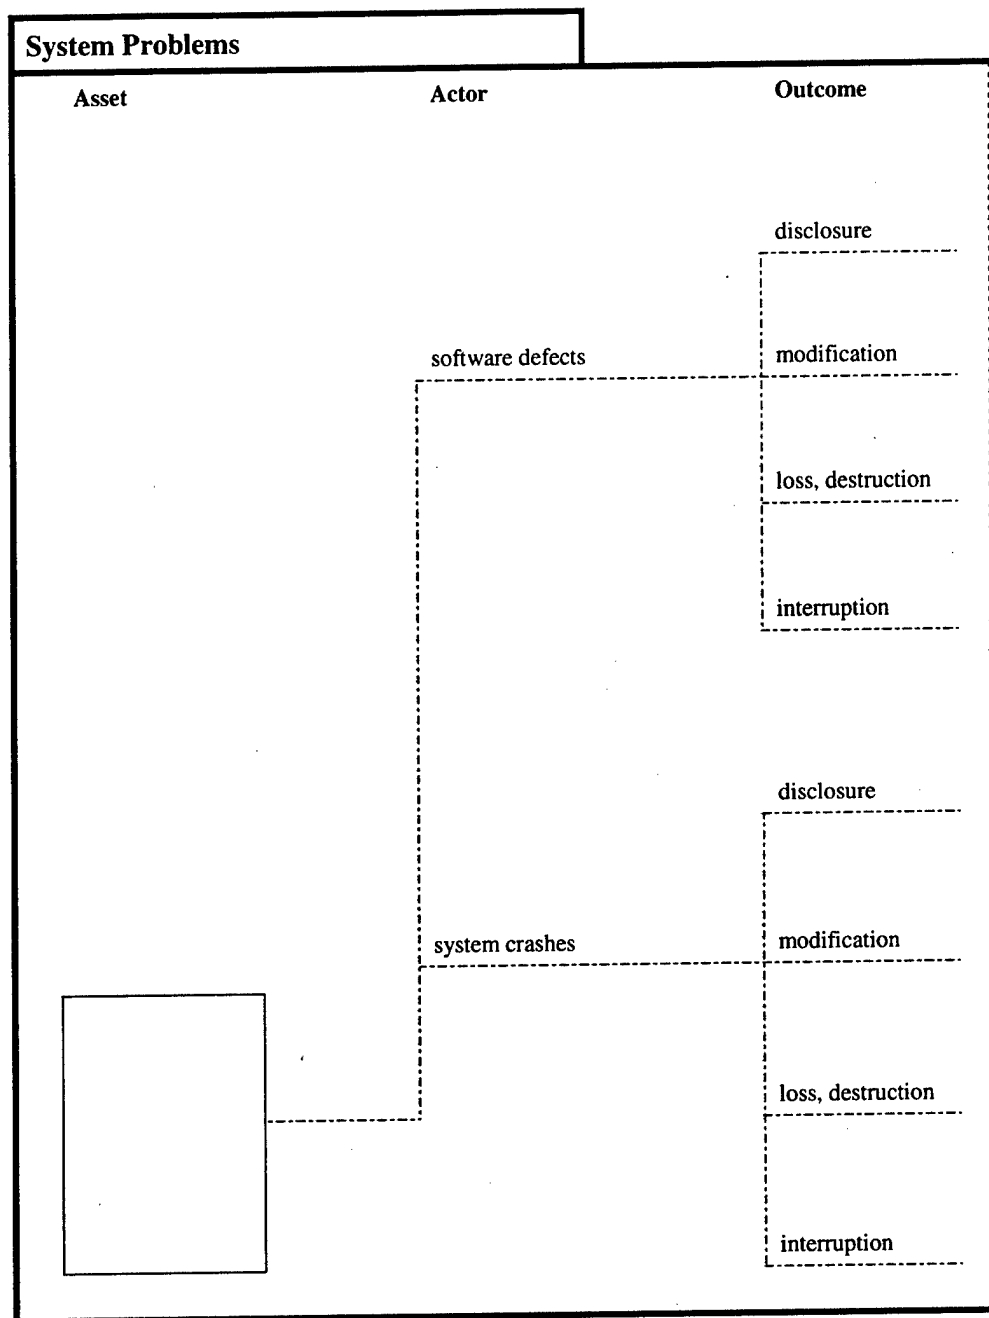 System Problems
Asset Actor Outcome
disclosure
software defects modification
loss, destruction
interruption
disclosure
system crashes modification
loss, destruction
interruption